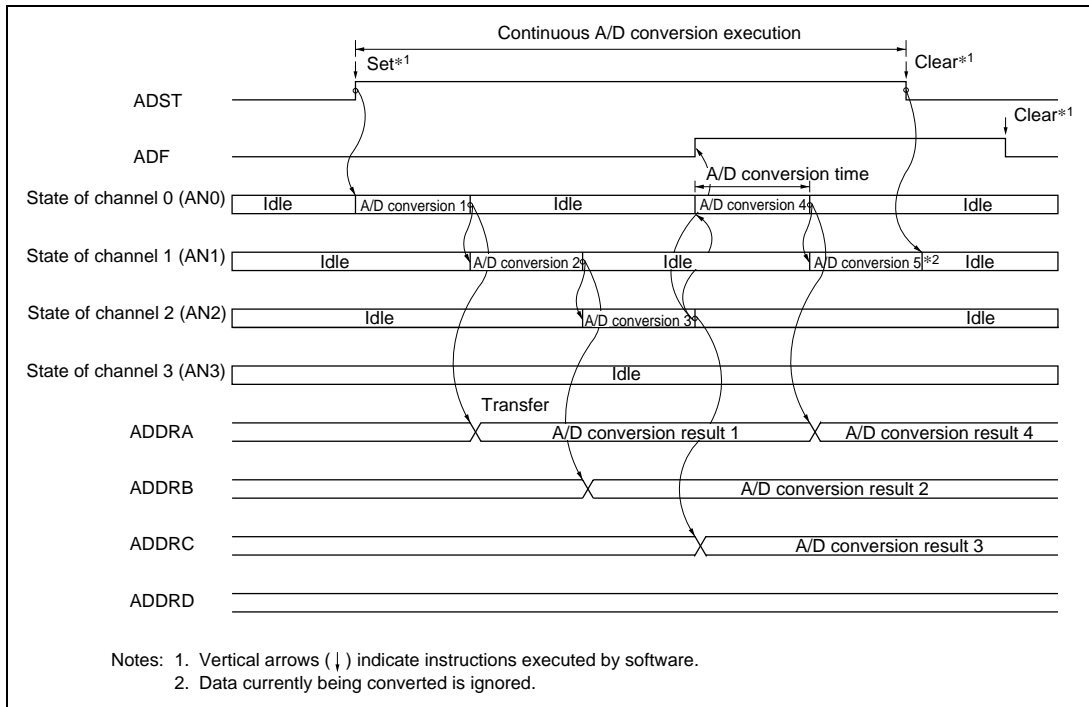 Continuous A/D conversion execution
Set*1
Clear*1
ADST
Clear*1
ADF
A/D conversion time
State of channel 0 (AN0)
Idle
A/D conversion 1
Idle
A/D conversion 4
Idle
State of channel 1 (AN1)
Idle
A/D conversion 2
Idle
A/D conversion 5
*2
Idle
State of channel 2 (AN2)
Idle
A/D conversion 3
Idle
State of channel 3 (AN3)
Idle
Transfer
ADDRA
A/D conversion result 1
A/D conversion result 4
ADDRB
A/D conversion result 2
ADDRC
A/D conversion result 3
ADDRD
Notes: 1. Vertical arrows (↓) indicate instructions executed by software.
2. Data currently being converted is ignored.